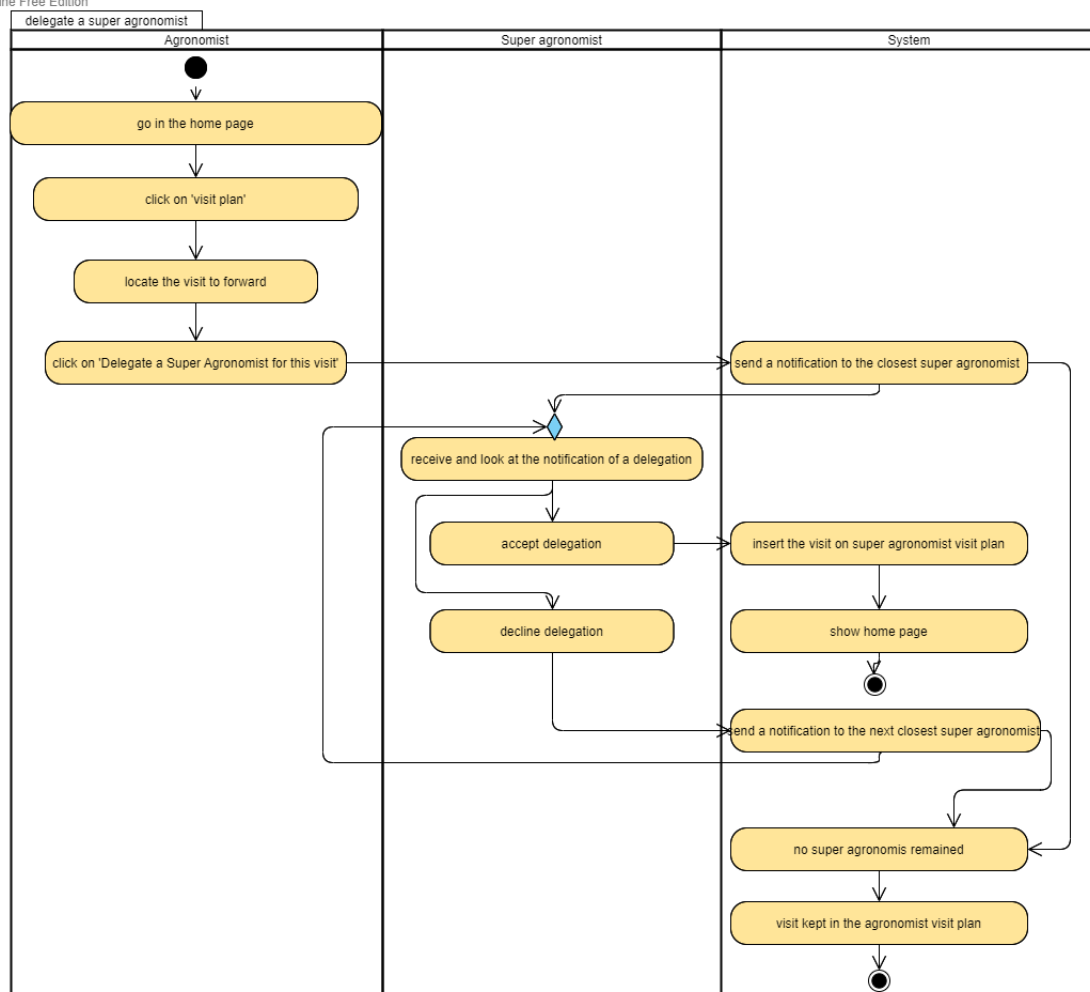 ne Free Edition
delegate a super agronomist
Agronomist
Super agronomist
System
go in the home page
click on 'visit plan'
locate the visit to forward
click on 'Delegate a Super Agronomist for this visit'
send a notification to the closest super agronomist
receive and look at the notification of a delegation
accept delegation
insert the visit on super agronomist visit plan
decline delegation
show home page
send a notification to the next closest super agronomist
no super agronomis remained
visit kept in the agronomist visit plan